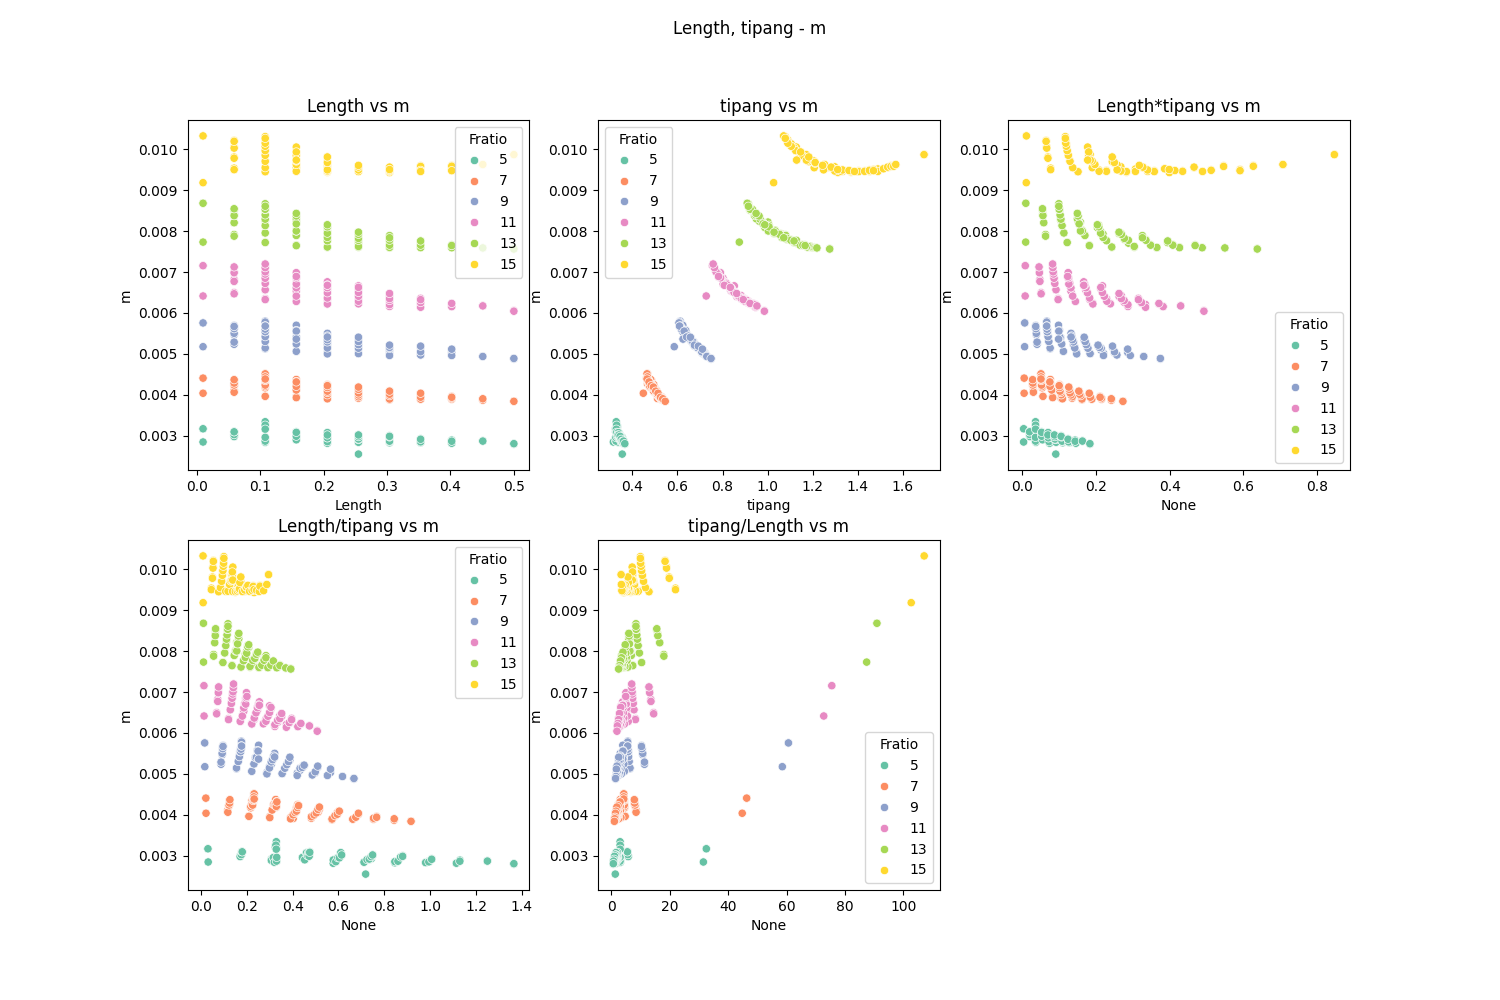 Length, tipang - m
Length vs m
m
0.010
0.009
0.008
0.007
0.006
0.005
0.004
0.003
0.0 0.1 0.2 0.3 0.4 0.5
Length
Fratio
5
7
9
11
13
15
tipang vs m
m
0.010
0.009
0.008
0.007
0.006
0.005
0.004
0.003
0.4 0.6 0.8 1.0 1.2 1.4 1.6
tipang
Fratio
5
7
9
11
13
15
Length*tipang vs m
m
0.010
0.009
0.008
0.007
0.006
0.005
0.004
0.003
0.0 0.2 0.4 0.6 0.8
None
Fratio
5
7
9
11
13
15
Length/tipang vs m
m
0.010
0.009
0.008
0.007
0.006
0.005
0.004
0.003
0.0 0.2 0.4 0.6 0.8 1.0 1.2 1.4
None
Fratio
5
7
9
11
13
15
tipang/Length vs m
m
0.010
0.009
0.008
0.007
0.006
0.005
0.004
0.003
0 20 40 60 80 100
None
Fratio
5
7
9
11
13
15